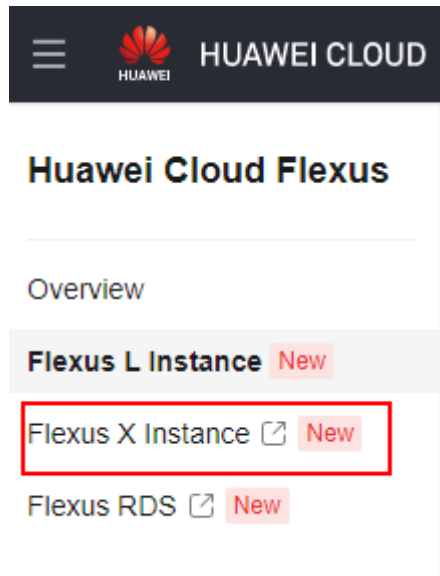 HUAWEI
HUAWEI CLOUD
Huawei Cloud Flexus
Overview
Flexus L Instance New
Flexus X Instance New
Flexus RDS New